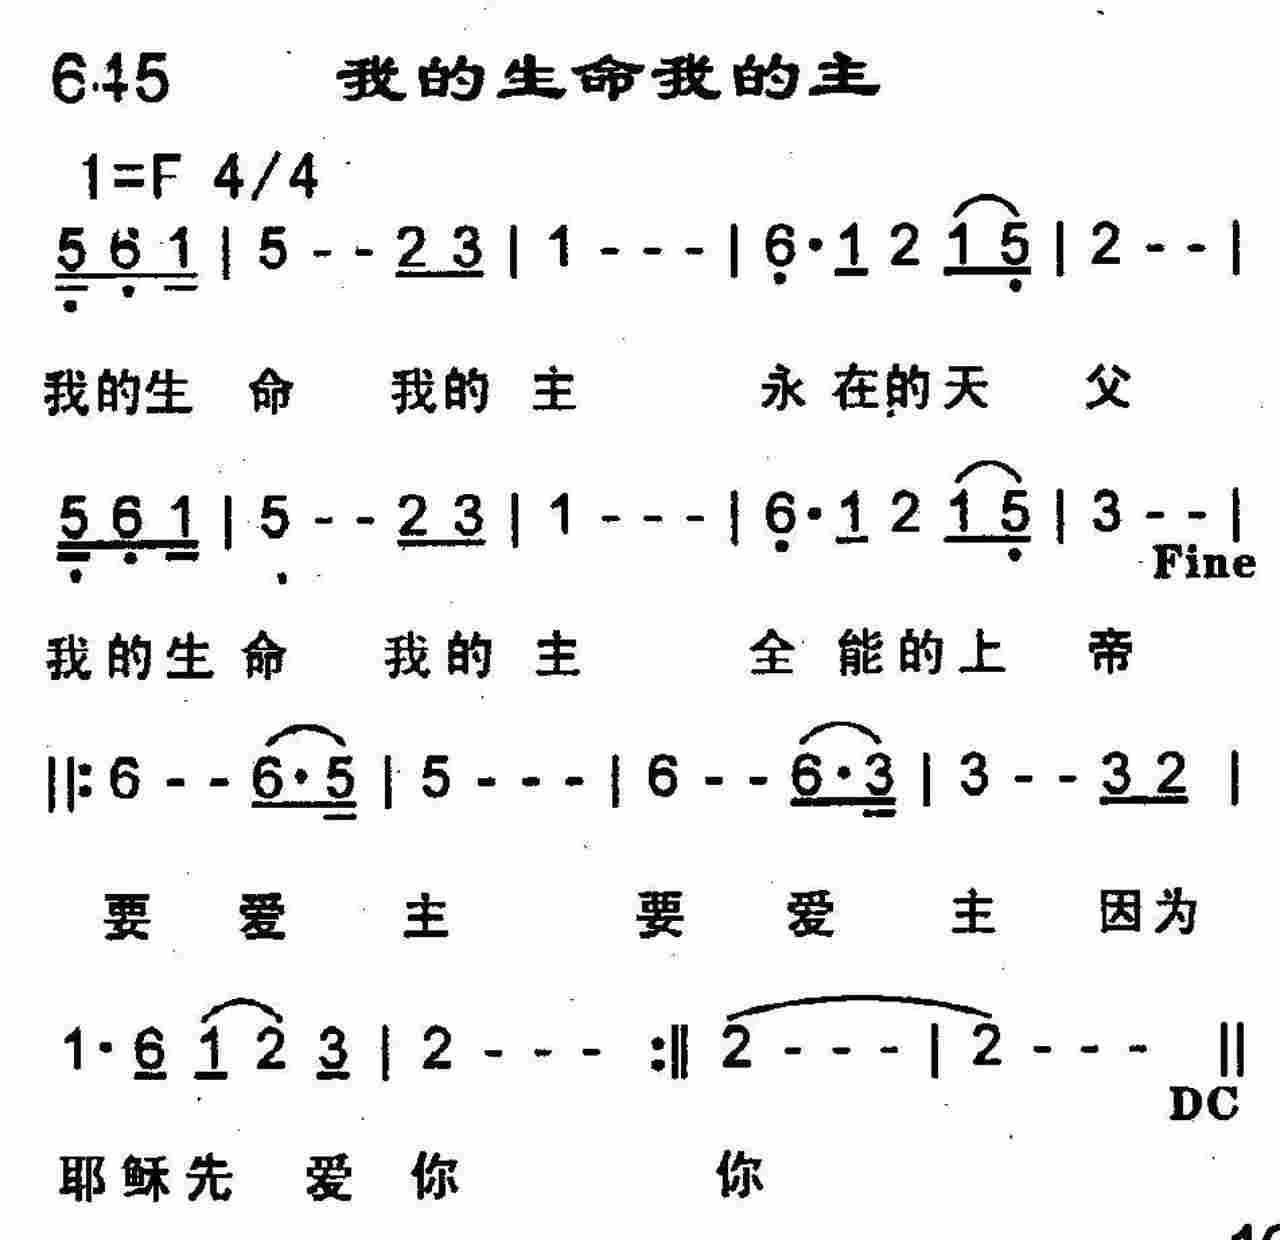 645 我的生命我的主
1=F 4/4
5 6 1 | 5 - - 2 3 | 1 - - - | 6· 1 2 1 5 | 2 - - |
我的生 命 我的 主 永 在的天 父
5 6 1 | 5 - - 2 3 | 1 - - - | 6· 1 2 1 5 | 3 - - |
Fine
我的生 命 我的 主 全 能的上 帝
||: 6 - - 6· 5 | 5 - - - | 6 - - 6· 3 | 3 - - 3 2 |
要 爱 主 要 爱 主 因为
1· 6 1 2 3 | 2 - - - :|| 2 - - - | 2 - - - ||
DC
耶稣先 爱 你 你